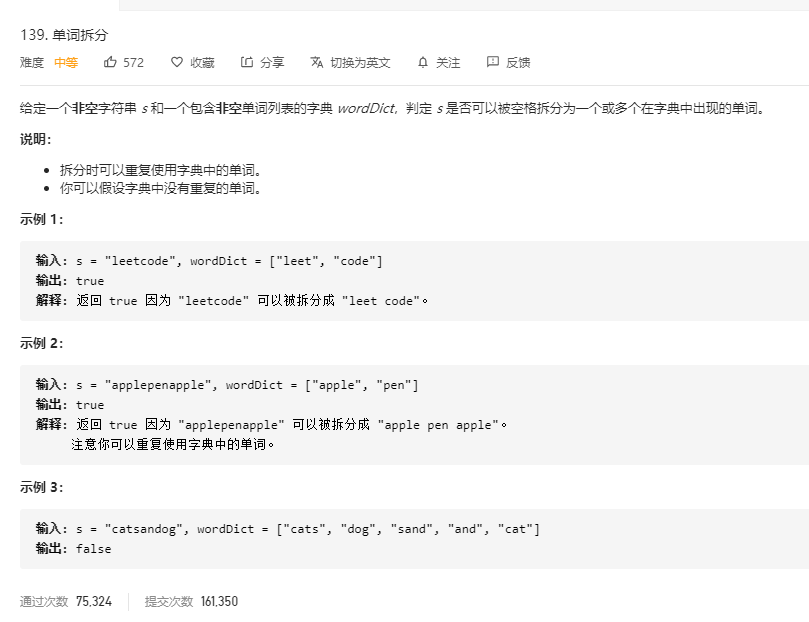 139. 单词拆分
难度 中等 572 收藏 分享 切换为英文 关注 反馈
给定一个非空字符串 s 和一个包含非空单词列表的字典 wordDict，判定 s 是否可以被空格拆分为一个或多个在字典中出现的单词。
说明：
拆分时可以重复使用字典中的单词。
你可以假设字典中没有重复的单词。
示例 1：
输入: s = "leetcode", wordDict = ["leet", "code"]
输出: true
解释: 返回 true 因为 "leetcode" 可以被拆分成 "leet code"。
示例 2：
输入: s = "applepenapple", wordDict = ["apple", "pen"]
输出: true
解释: 返回 true 因为 "applepenapple" 可以被拆分成 "apple pen apple"。
注意你可以重复使用字典中的单词。
示例 3：
输入: s = "catsandog", wordDict = ["cats", "dog", "sand", "and", "cat"]
输出: false
通过次数 75,324 提交次数 161,350